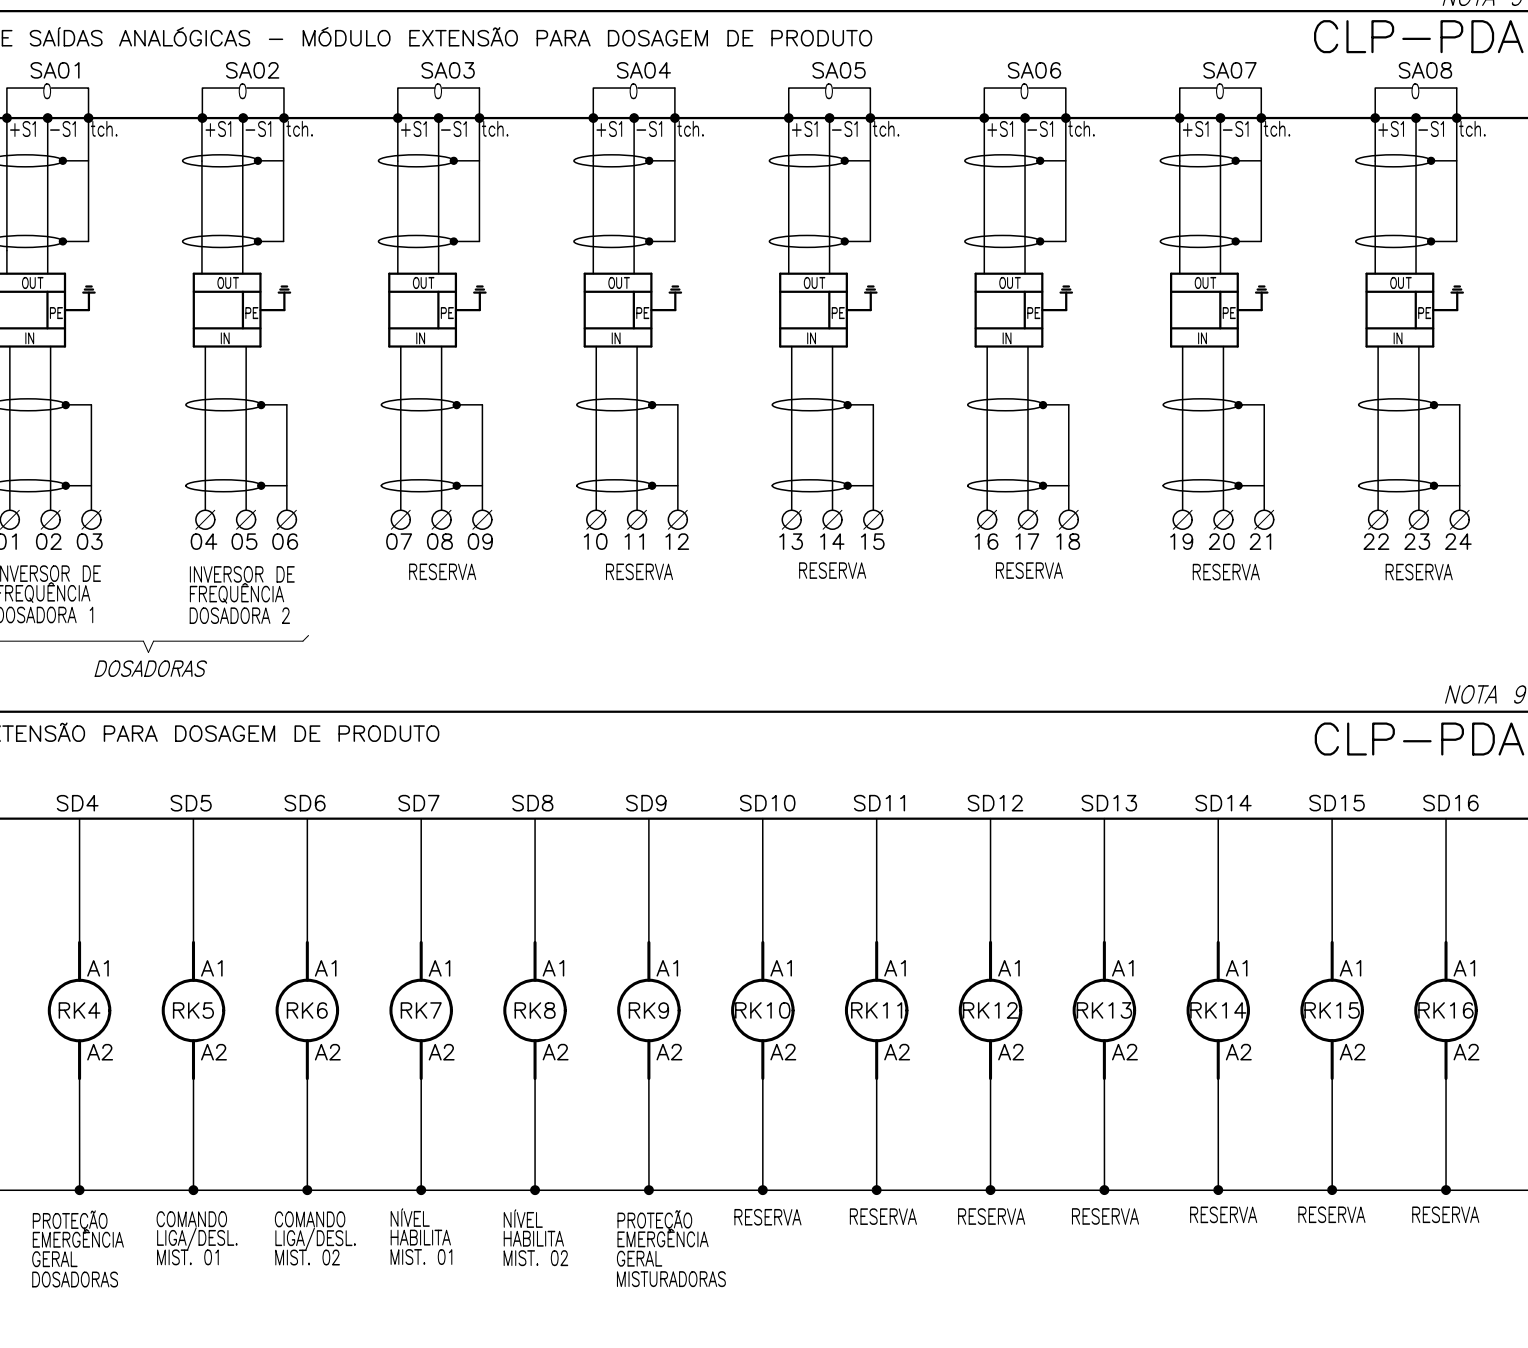 NOTA 9
E SAÍDAS ANALÓGICAS – MÓDULO EXTENSÃO PARA DOSAGEM DE PRODUTO
CLP–PDA
SA01 SA02 SA03 SA04 SA05 SA06 SA07 SA08
+S1 –S1 tch. +S1 –S1 tch. +S1 –S1 tch. +S1 –S1 tch. +S1 –S1 tch. +S1 –S1 tch. +S1 –S1 tch. +S1 –S1 tch.
OUT OUT OUT OUT OUT OUT OUT OUT
PE PE PE PE PE PE PE PE
IN IN IN IN IN IN IN IN
01 02 03 04 05 06 07 08 09 10 11 12 13 14 15 16 17 18 19 20 21 22 23 24
NVERSOR DE
FREQUÊNCIA
DOSADORA 1
INVERSOR DE
FREQUÊNCIA
DOSADORA 2
RESERVA RESERVA RESERVA RESERVA RESERVA RESERVA
DOSADORAS
NOTA 9
XTENSÃO PARA DOSAGEM DE PRODUTO
CLP–PDA
SD4 SD5 SD6 SD7 SD8 SD9 SD10 SD11 SD12 SD13 SD14 SD15 SD16
A1 A1 A1 A1 A1 A1 A1 A1 A1 A1 A1 A1 A1
RK4 RK5 RK6 RK7 RK8 RK9 RK10 RK11 RK12 RK13 RK14 RK15 RK16
A2 A2 A2 A2 A2 A2 A2 A2 A2 A2 A2 A2 A2
PROTEÇÃO
EMERGÊNCIA
GERAL
DOSADORAS
COMANDO
LIGA/DESL.
MIST. 01
COMANDO
LIGA/DESL.
MIST. 02
NÍVEL
HABILITA
MIST. 01
NÍVEL
HABILITA
MIST. 02
PROTEÇÃO
EMERGÊNCIA
GERAL
MISTURADORAS
RESERVA RESERVA RESERVA RESERVA RESERVA RESERVA RESERVA